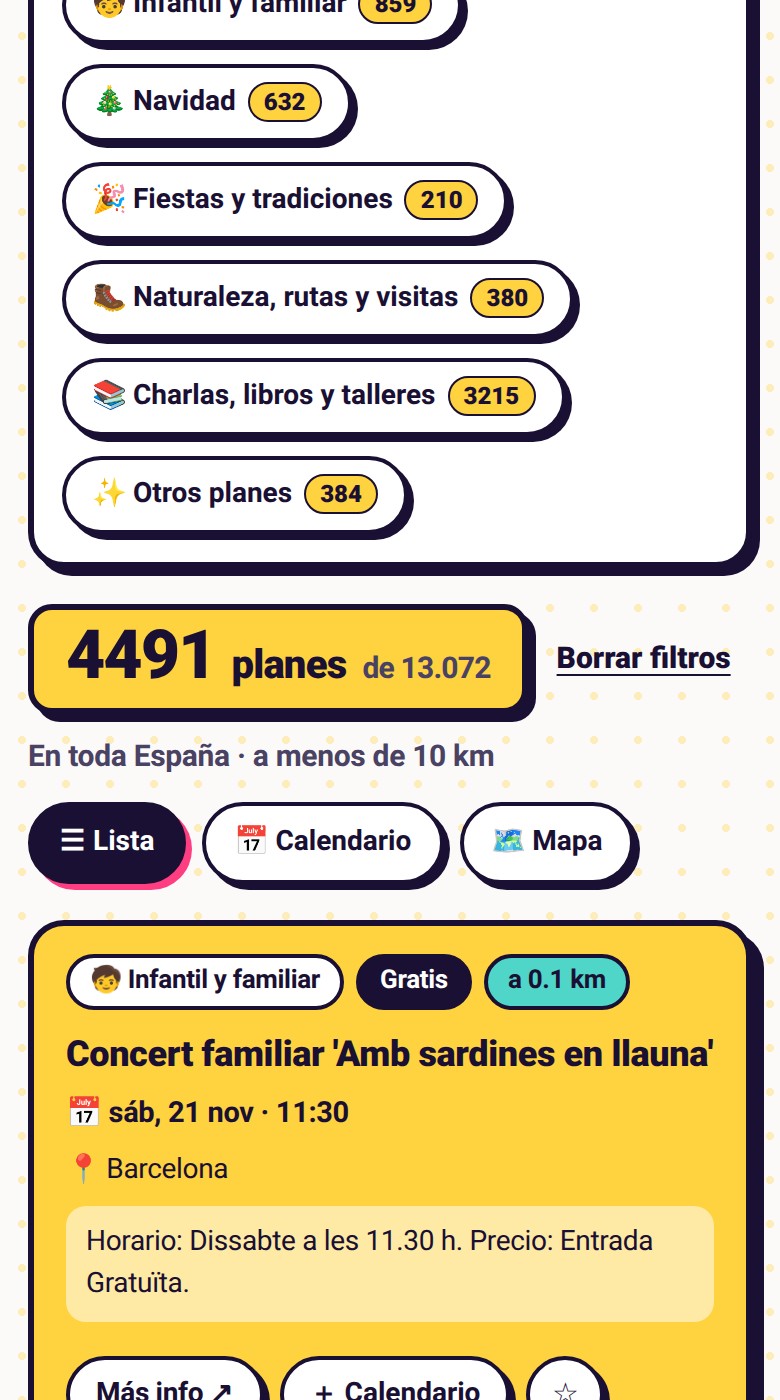 Infantil y familiar 859
Navidad 632
Fiestas y tradiciones 210
Naturaleza, rutas y visitas 380
Charlas, libros y talleres 3215
Otros planes 384
4491 planes de 13.072 Borrar filtros
En toda España · a menos de 10 km
☰ Lista 📅 Calendario 🗺️ Mapa
🧒 Infantil y familiar Gratis a 0.1 km
Concert familiar 'Amb sardines en llauna'
📅 sáb, 21 nov · 11:30
📍 Barcelona
Horario: Dissabte a les 11.30 h. Precio: Entrada
Gratuïta.
Más info ↗ + Calendario ☆